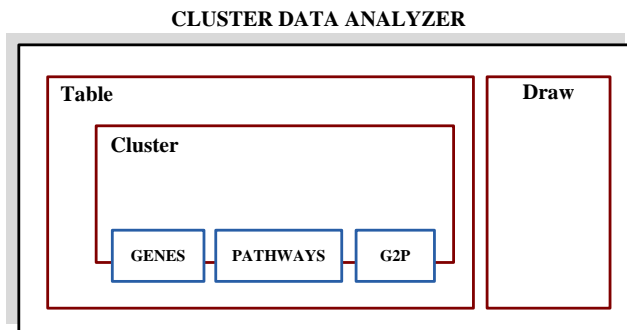 CLUSTER DATA ANALYZER
Table
Draw
Cluster
GENES
PATHWAYS
G2P